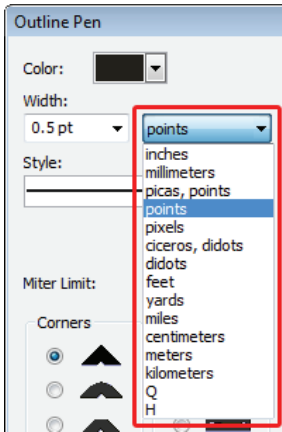 Outline Pen
Color:
Width:
0.5 pt
points
Style:
inches
millimeters
picas, points
points
pixels
ciceros, didots
didots
feet
yards
miles
centimeters
meters
kilometers
Q
H
Miter Limit:
Corners